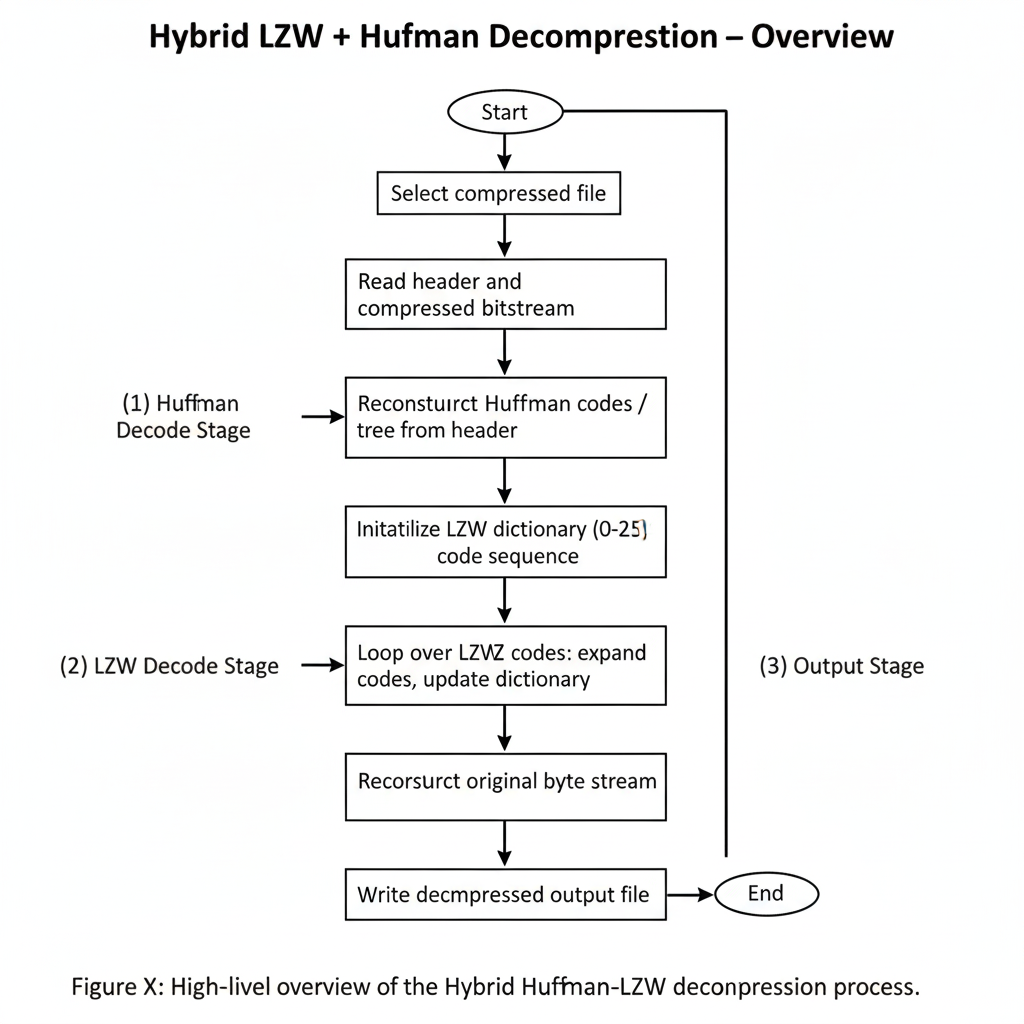 Hybrid LZW + Hufman Decomprestion – Overview
Start
Select compressed file
Read header and
compressed bitstream
(1) Huffman
Decode Stage
Reconstuırct Huffman codes /
tree from header
Initatilize LZW dictionary (0-25)
code sequence
(2) LZW Decode Stage
Loop over LZWZ codes: expand
codes, update dictionary
(3) Output Stage
Recorsurct original byte stream
Write decmpressed output file
End
Figure X: High-livel overview of the Hybrid Huffman-LZW deconpression process.